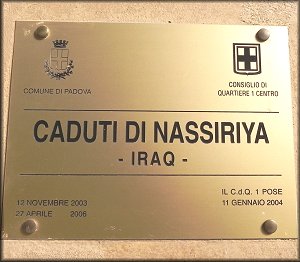 COMUNE DI PADOVA
CONSIGLIO DI
QUARTIERE 1 CENTRO
CADUTI DI NASSIRIYA
- IRAQ -
12 NOVEMBRE 2003
27 APRILE 2006
IL C.d.Q. 1 POSE
11 GENNAIO 2004